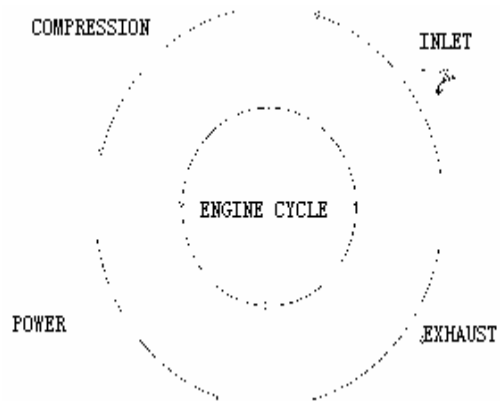 COMPRESSION
INLET
ENGINE CYCLE
POWER
EXHAUST